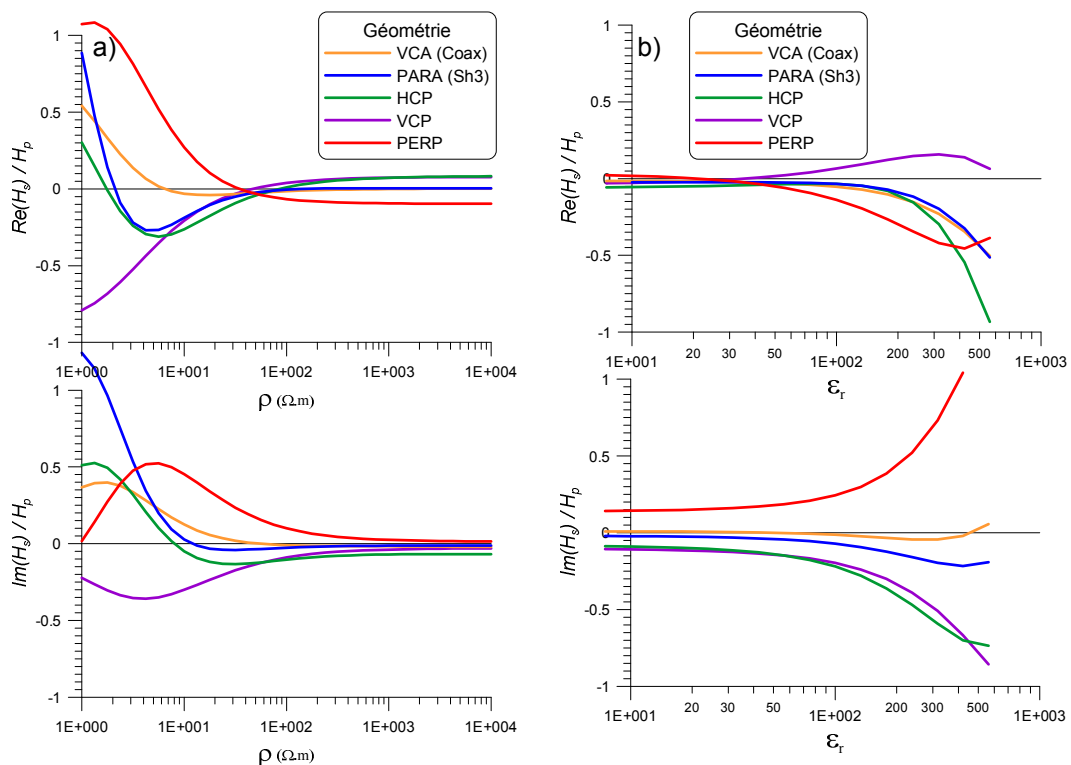 a)
Géométrie
VCA (Coax)
PARA (Sh3)
HCP
VCP
PERP
Re(Hs) / Hp
1
0.5
0
-0.5
-1
1E+000
1E+001
1E+002
1E+003
1E+004
ρ (Ω.m)
b)
Géométrie
VCA (Coax)
PARA (Sh3)
HCP
VCP
PERP
Re(Hs) / Hp
1
0.5
0
-0.5
-1
1E+001
20
30
50
1E+002
200
300
500
1E+003
εr
Im(Hs) / Hp
1
0.5
0
-0.5
-1
1E+000
1E+001
1E+002
1E+003
1E+004
ρ (Ω.m)
Im(Hs) / Hp
1
0.5
0
-0.5
-1
1E+001
20
30
50
1E+002
200
300
500
1E+003
εr